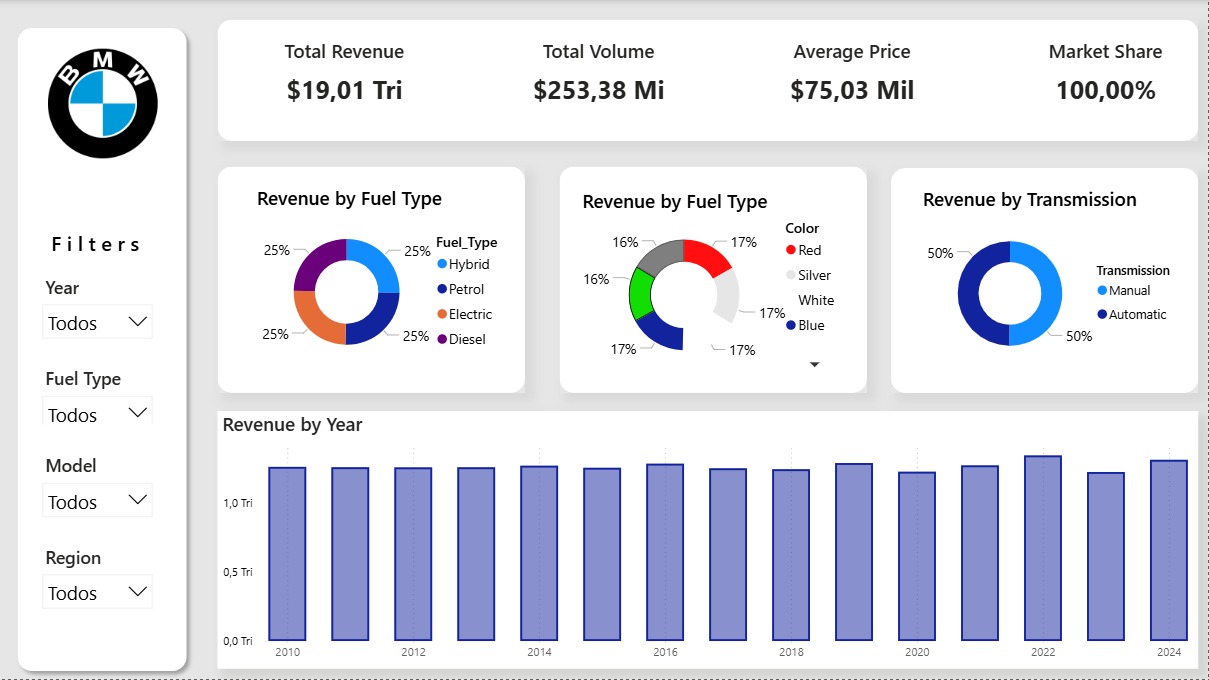 BMW
Filters
Year
Todos
Fuel Type
Todos
Model
Todos
Region
Todos
Total Revenue
$19,01 Tri
Total Volume
$253,38 Mi
Average Price
$75,03 Mil
Market Share
100,00%
Revenue by Fuel Type
25%
25%
25%
25%
Fuel_Type
Hybrid
Petrol
Electric
Diesel
Revenue by Fuel Type
16%
17%
16%
17%
17%
17%
Color
Red
Silver
White
Blue
Revenue by Transmission
50%
50%
Transmission
Manual
Automatic
Revenue by Year
1,0 Tri
0,5 Tri
0,0 Tri
2010 2012 2014 2016 2018 2020 2022 2024